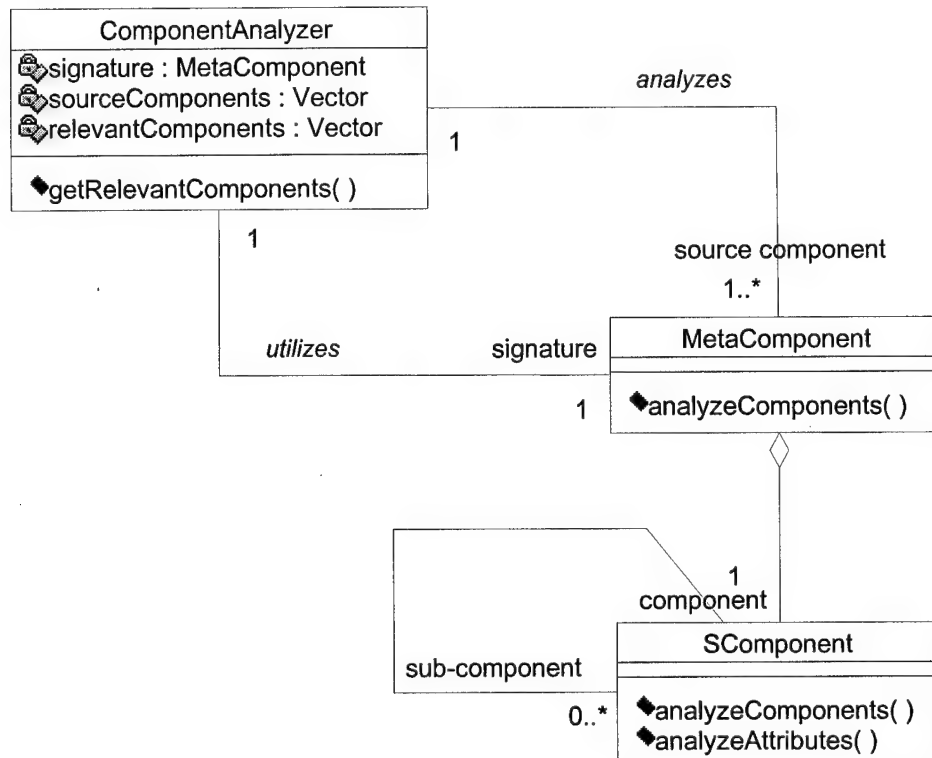 ComponentAnalyzer
signature : MetaComponent
sourceComponents : Vector
relevantComponents : Vector
getRelevantComponents( )
analyzes
1
1
source component
1..*
utilizes
signature
1
MetaComponent
analyzeComponents( )
1
component
sub-component
0..*
SComponent
analyzeComponents( )
analyzeAttributes( )